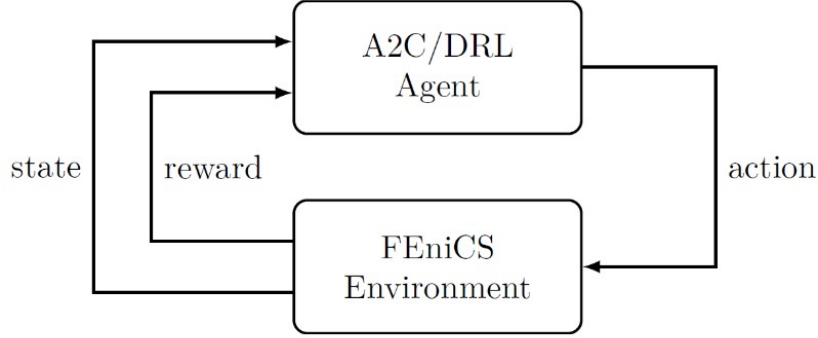 A2C/DRL
Agent
state
reward
action
FEniCS
Environment